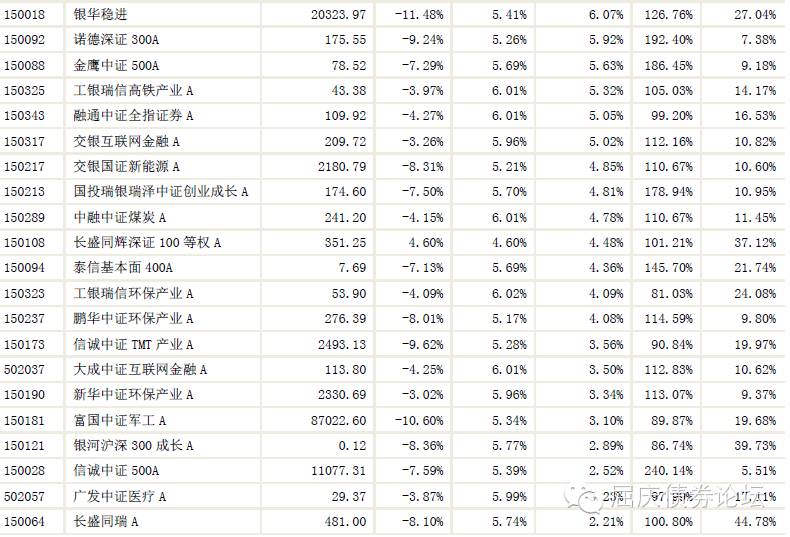 150018 银华稳进 20323.97 -11.48% 5.41% 6.07% 126.76% 27.04%
150092 诺德深证 300A 175.55 -9.24% 5.26% 5.92% 192.40% 7.38%
150088 金鹰中证 500A 78.52 -7.29% 5.69% 5.63% 186.45% 9.18%
150325 工银瑞信高铁产业 A 43.38 -3.97% 6.01% 5.32% 105.03% 14.17%
150343 融通中证全指证券 A 109.92 -4.27% 6.01% 5.05% 99.20% 16.53%
150317 交银互联网金融 A 209.72 -3.26% 5.96% 5.02% 112.16% 10.82%
150217 交银国证新能源 A 2180.79 -8.31% 5.21% 4.85% 110.67% 10.60%
150213 国投瑞银瑞泽中证创业成长 A 174.60 -7.50% 5.70% 4.81% 178.94% 10.95%
150289 中融中证煤炭 A 241.20 -4.15% 6.01% 4.78% 110.67% 11.45%
150108 长盛同辉深证 100 等权 A 351.25 4.60% 4.60% 4.48% 101.21% 37.12%
150094 泰信基本面 400A 7.69 -7.13% 5.69% 4.36% 145.70% 21.74%
150323 工银瑞信环保产业 A 53.90 -4.09% 6.02% 4.09% 81.03% 24.08%
150237 鹏华中证环保产业 A 276.39 -8.01% 5.17% 4.08% 114.59% 9.80%
150173 信诚中证 TMT 产业 A 2493.13 -9.62% 5.28% 3.56% 90.84% 19.97%
502037 大成中证互联网金融 A 113.80 -4.25% 6.01% 3.50% 112.83% 10.62%
150190 新华中证环保产业 A 2330.69 -3.02% 5.96% 3.34% 113.07% 9.37%
150181 富国中证军工 A 87022.60 -10.60% 5.34% 3.10% 89.87% 19.68%
150121 银河沪深 300 成长 A 0.12 -8.36% 5.77% 2.89% 86.74% 39.73%
150028 信诚中证 500A 11077.31 -7.59% 5.39% 2.52% 240.14% 5.51%
502057 广发中证医疗 A 29.37 -3.87% 5.99%
屈庆债券论坛
150064 长盛同瑞 A 481.00 -8.10% 5.74% 2.21% 100.80% 44.78%